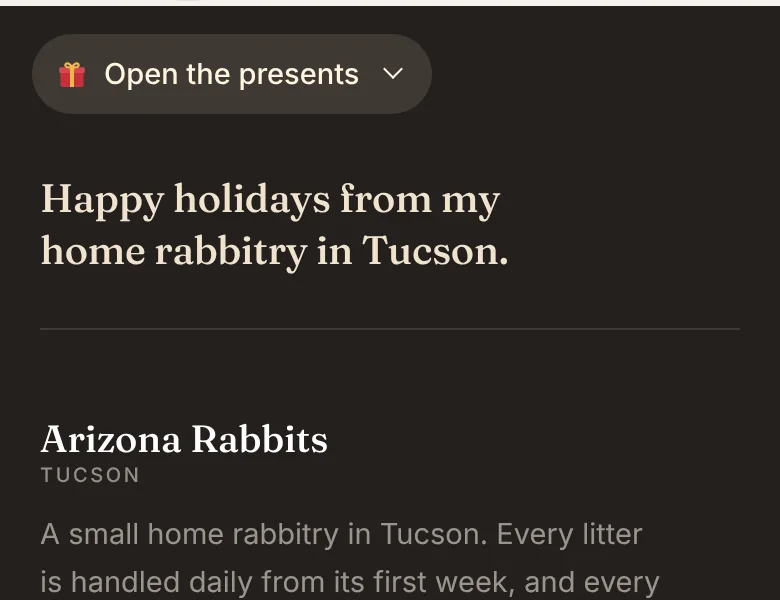 Open the presents
Happy holidays from my
home rabbitry in Tucson.
Arizona Rabbits
TUCSON
A small home rabbitry in Tucson. Every litter
is handled daily from its first week, and every